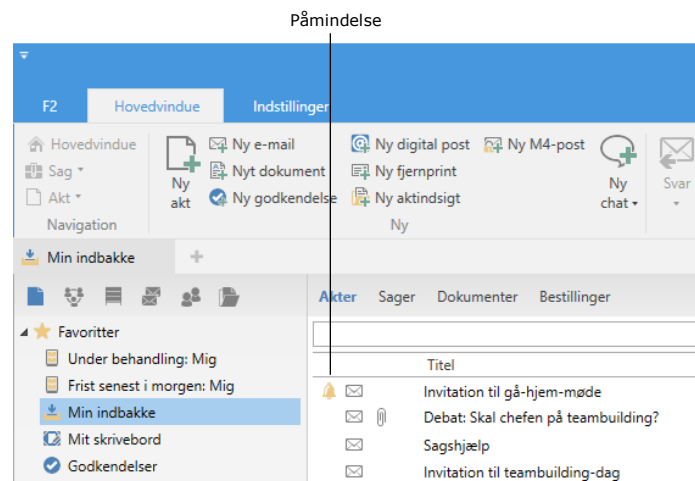 Påmindelse
F2 Hovedvindue Indstillinger
Hovedvindue Ny e-mail Ny digital post Ny M4-post
Sag Nyt dokument Ny fjernprint
Akt Ny akt Ny godkendelse Ny aktindsigt Ny chat Svar
Navigation Ny
Min indbakke +
Akter Sager Dokumenter Bestillinger
Favoritter
Under behandling: Mig Titel
Frist senest i morgen: Mig Invitation til gå-hjem-møde
Min indbakke Debat: Skal chefen på teambuilding?
Mit skrivebord Sagshjælp
Godkendelser Invitation til teambuilding-dag